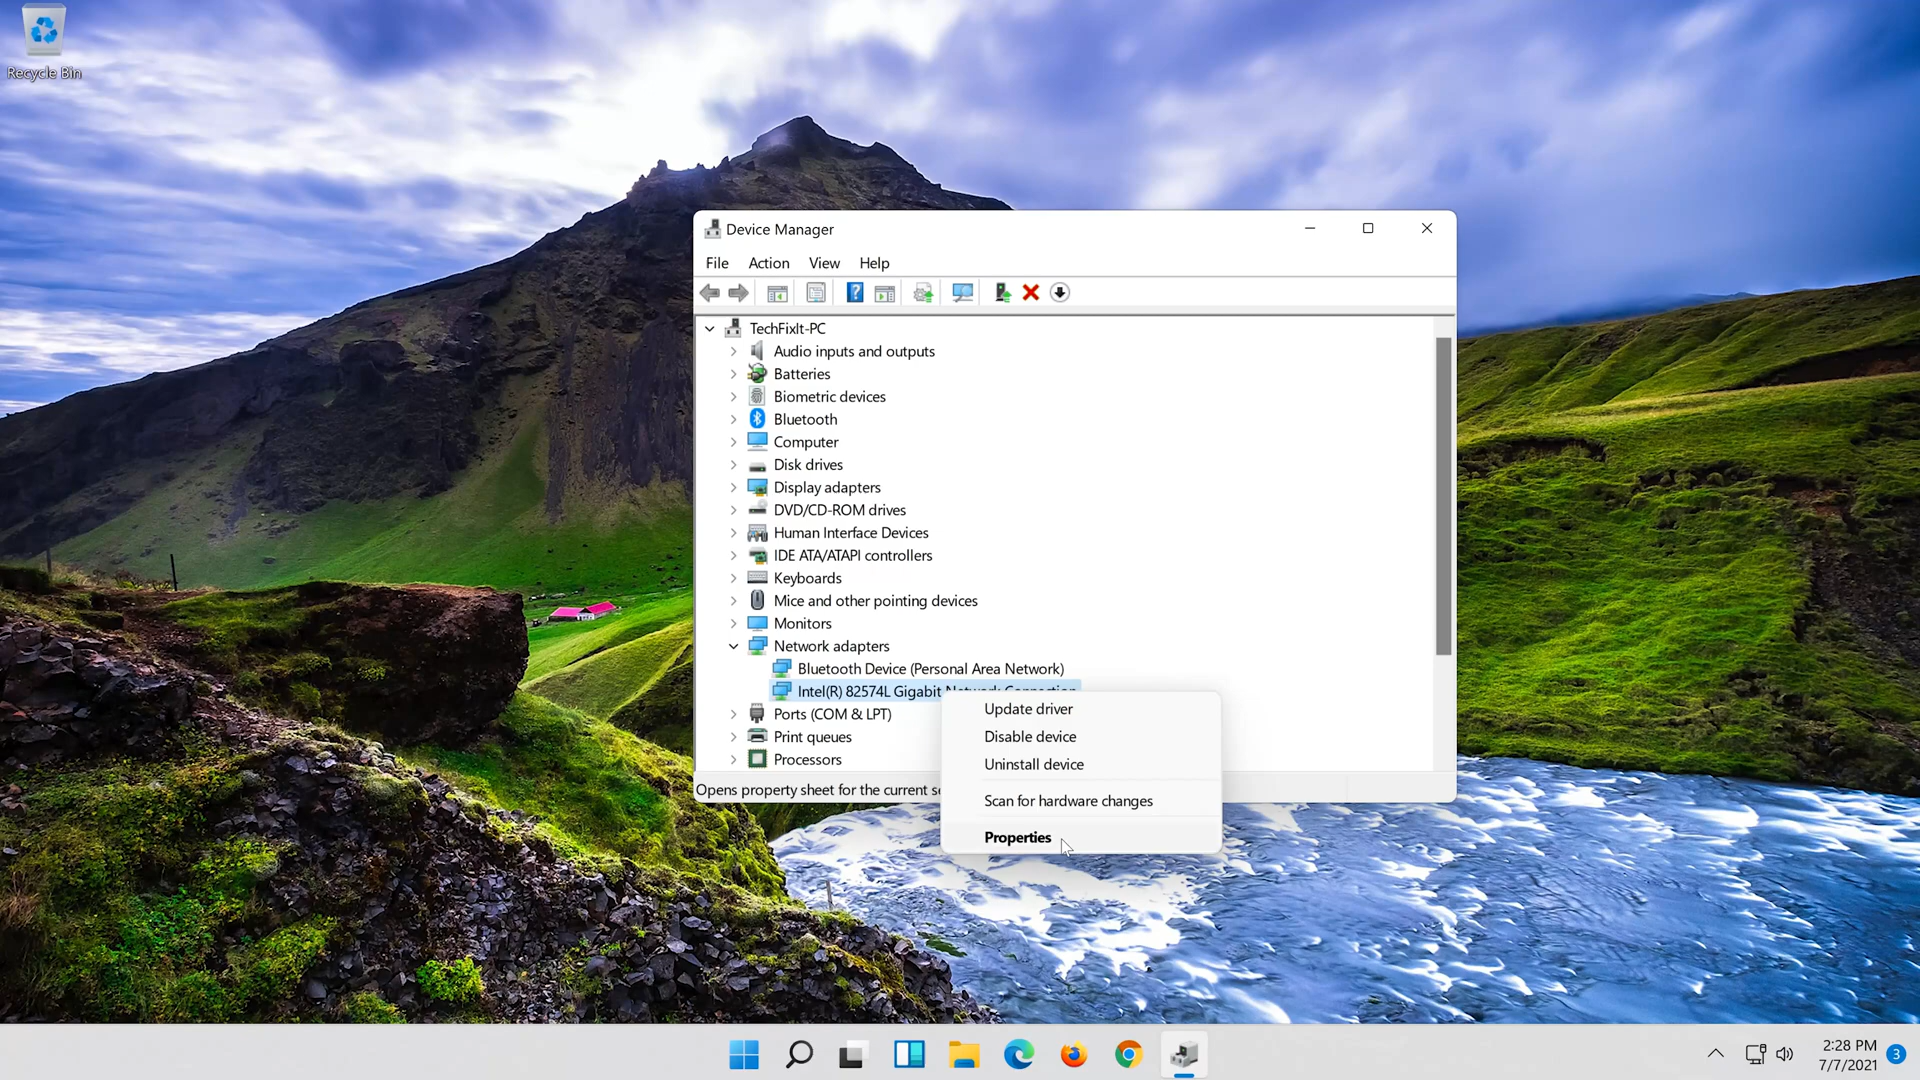 Recycle Bin
Device Manager
File Action View Help
TechFixIt-PC
Audio inputs and outputs
Batteries
Biometric devices
Bluetooth
Computer
Disk drives
Display adapters
DVD/CD-ROM drives
Human Interface Devices
IDE ATA/ATAPI controllers
Keyboards
Mice and other pointing devices
Monitors
Network adapters
Bluetooth Device (Personal Area Network)
Intel(R) 82574L Gigabit Network Connection
Ports (COM & LPT)
Print queues
Processors
Opens property sheet for the current se
Update driver
Disable device
Uninstall device
Scan for hardware changes
Properties
2:28 PM
7/7/2021
3